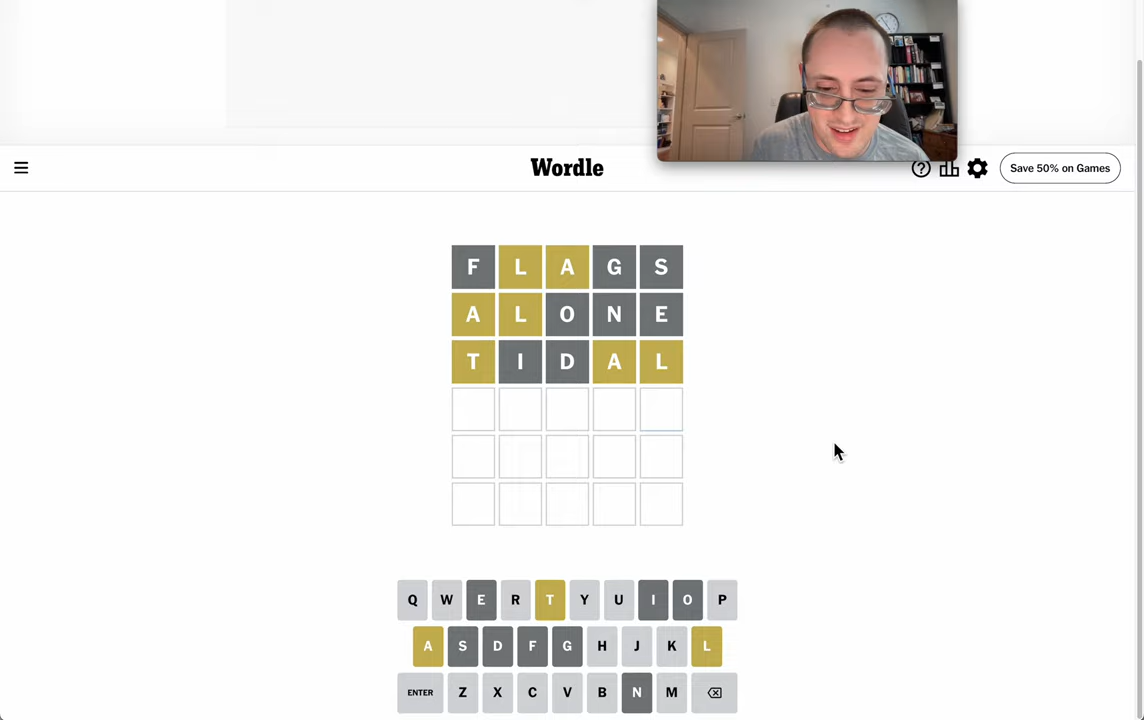 Wordle
Save 50% on Games
F L A G S
A L O N E
T I D A L
Q W E R T Y U I O P
A S D F G H J K L
ENTER Z X C V B N M